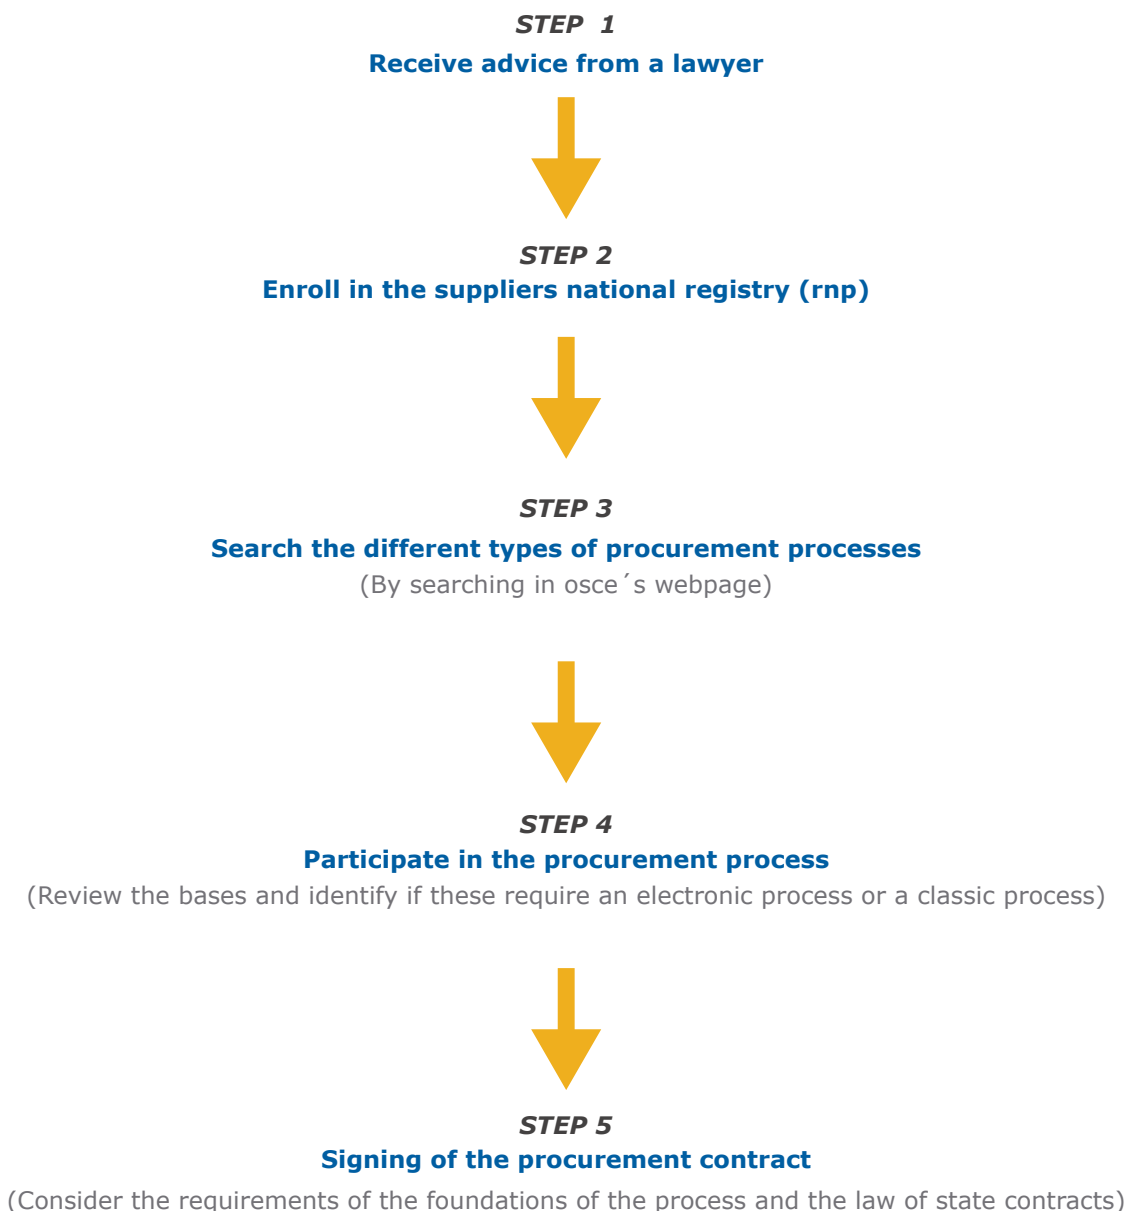 STEP 1
Receive advice from a lawyer
STEP 2
Enroll in the suppliers national registry (rnp)
STEP 3
Search the different types of procurement processes
(By searching in osce´s webpage)
STEP 4
Participate in the procurement process
(Review the bases and identify if these require an electronic process or a classic process)
STEP 5
Signing of the procurement contract
(Consider the requirements of the foundations of the process and the law of state contracts)